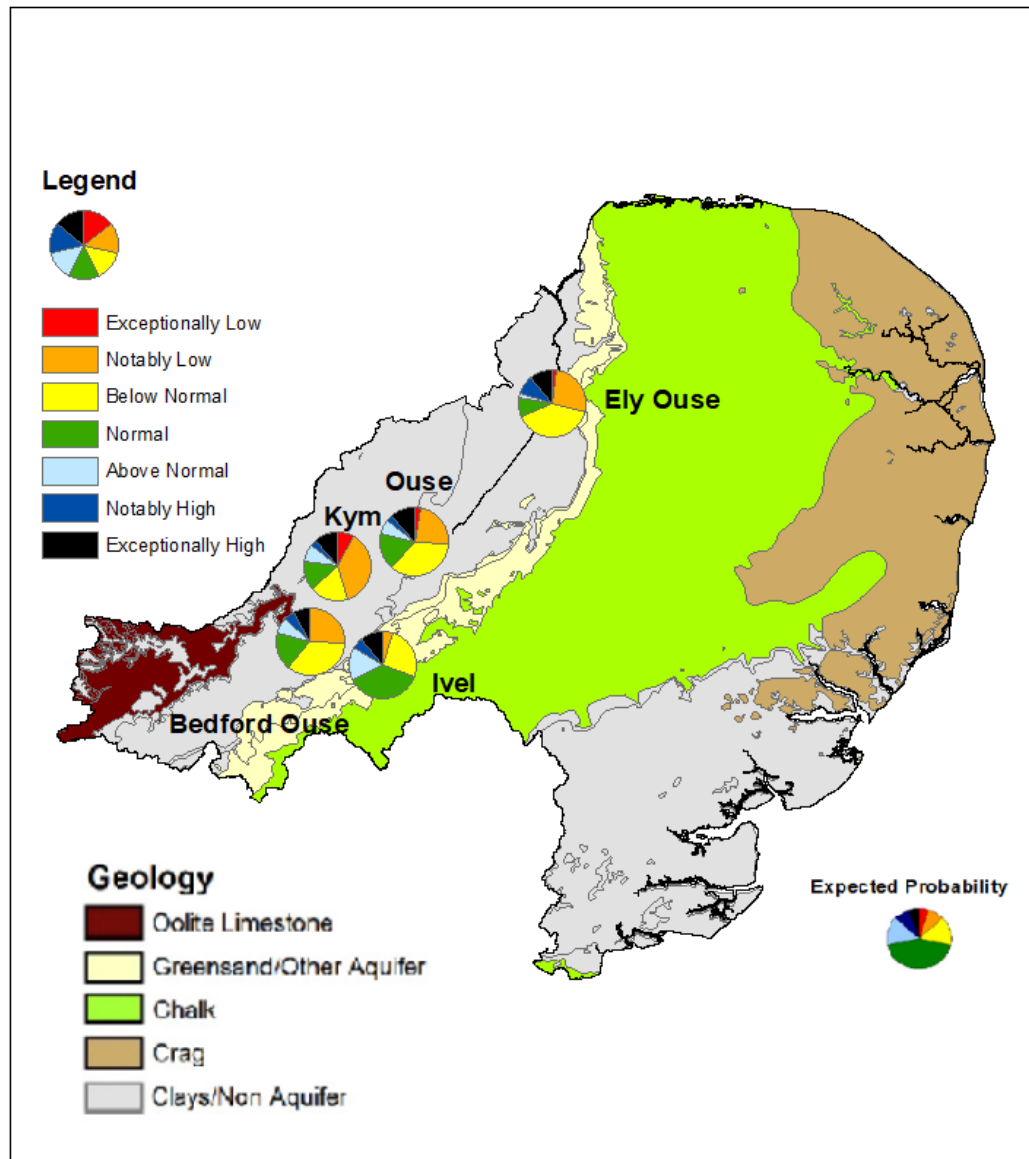 Legend
Exceptionally Low
Notably Low
Below Normal
Normal
Above Normal
Notably High
Exceptionally High
Ely Ouse
Ouse
Kym
Ivel
Bedford Ouse
Geology
Oolite Limestone
Greensand/Other Aquifer
Chalk
Crag
Clays/Non Aquifer
Expected Probability